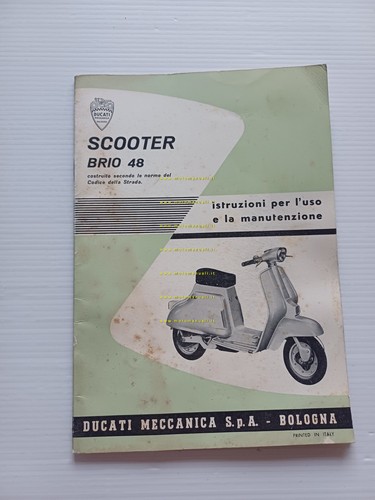 DUCATI
SCOOTER
BRIO 48
costruito secondo le norme del
Codice della Strada.
istruzioni per l'uso
e la manutenzione
DUCATI MECCANICA S.p.A. - BOLOGNA
PRINTED IN ITALY